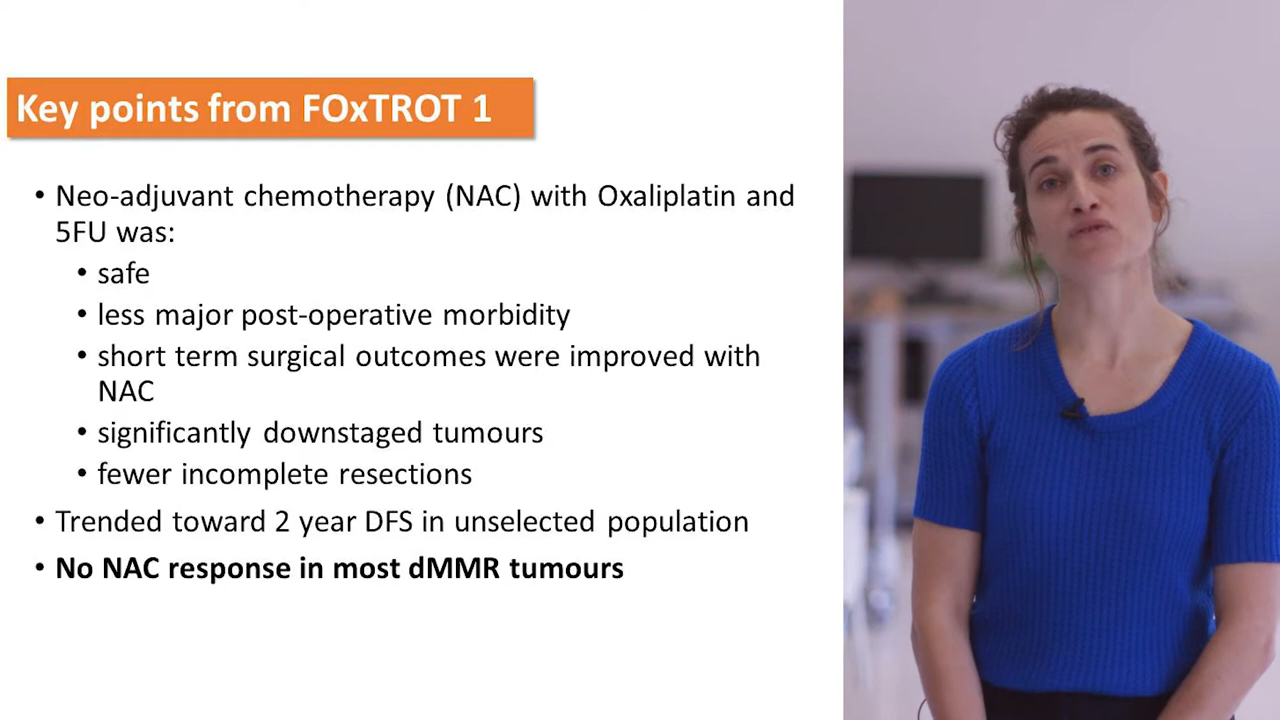 Key points from FOxTROT 1
• Neo-adjuvant chemotherapy (NAC) with Oxaliplatin and
5FU was:
• safe
• less major post-operative morbidity
• short term surgical outcomes were improved with
NAC
• significantly downstaged tumours
• fewer incomplete resections
• Trended toward 2 year DFS in unselected population
• No NAC response in most dMMR tumours